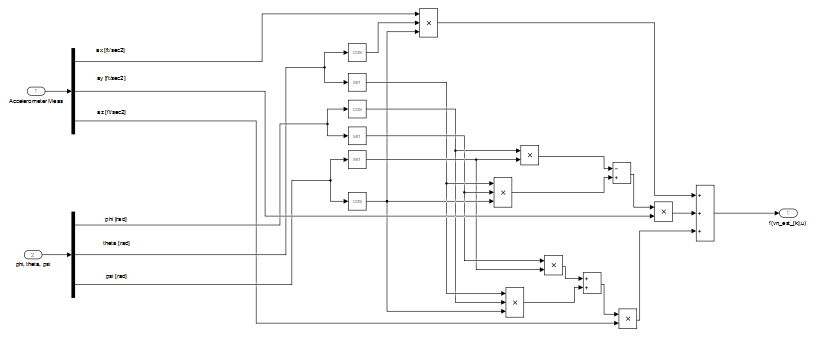 ax [ft/sec2]
ay [ft/sec2]
az [ft/sec2]
1
Accelerometer Meas
phi [rad]
theta [rad]
psi [rad]
2
phi, theta, psi
cos
sin
cos
sin
sin
cos
×
×
×
×
×
×
×
×
− +
+ +
+ + +
1